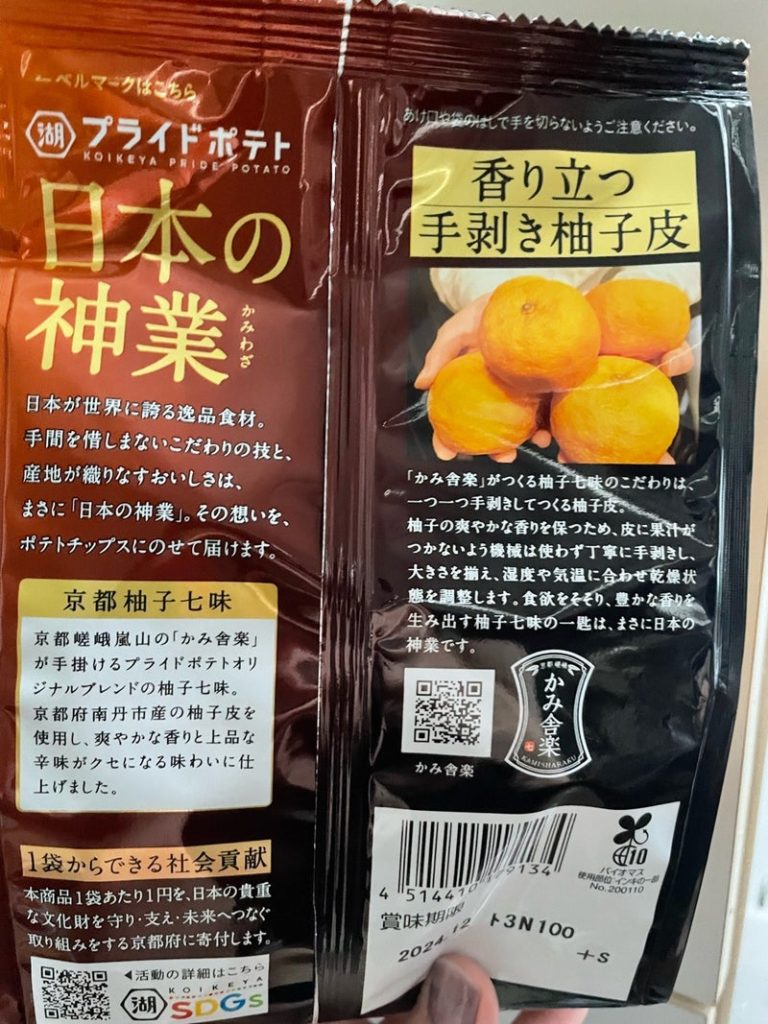 ベルマークはこちら
湖 プライドポテト
KOIKEYA PRIDE POTATO
日本の
神業
かみわざ
日本が世界に誇る逸品食材。
手間を惜しまないこだわりの技と、
産地が織りなすおいしさは、
まさに「日本の神業」。その想いを、
ポテトチップスにのせて届けます。
京都柚子七味
京都嵯峨嵐山の「かみ舎楽」
が手掛けるプライドポテトオリ
ジナルブレンドの柚子七味。
京都府南丹市産の柚子皮を
使用し、爽やかな香りと上品な
辛味がクセになる味わいに仕
上げました。
1袋からできる社会貢献
本商品1袋あたり1円を、日本の貴重
な文化財を守り・支え・未来へつなぐ
取り組みをする京都府に寄付します。
◀活動の詳細はこちら
湖 KOIKEYA
SDGs
あけ口や袋のはしで手を切らないようご注意ください。
香り立つ
手剥き柚子皮
「かみ舎楽」がつくる柚子七味のこだわりは、
一つ一つ手剥きしてつくる柚子皮。
柚子の爽やかな香りを保つため、皮に果汁が
つかないよう機械は使わず丁寧に手剥きし、
大きさを揃え、湿度や気温に合わせ乾燥状
態を調整します。食欲をそそり、豊かな香りを
生み出す柚子七味の一匙は、まさに日本の
神業です。
かみ舎楽
かみ舎楽
七
KAMISHARAKU
バイオマス
使用部位:インキの一部
No.200110
4 514410 9134
賞味期限
2024.12 ト3N100
+S